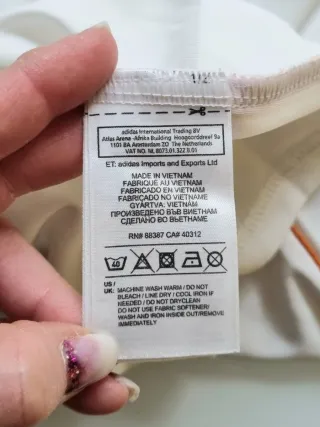 adidas International Trading BV
Atlas Arena -Afrika Building Hoogoorddreef 9a
1101 BA Amsterdam ZO The Netherlands
VAT NO. NL 8073.01.322 B.01
ET: adidas Imports and Exports Ltd
MADE IN VIETNAM
FABRIQUÉ AU VIETNAM
FABRICADO EN VIETNAM
FABRICADO NO VIETNAME
GYÁRTVA: VIETNAM
ПРОИЗВЕДЕНО ВЪВ ВИЕТНАМ
СДЕЛАНО ВО ВЬЕТНАМЕ
RN# 88387 CA# 40312
40
US /
UK: MACHINE WASH WARM / DO NOT
BLEACH / LINE DRY / COOL IRON IF
NEEDED / DO NOT DRYCLEAN
DO NOT USE FABRIC SOFTENER/
WASH AND IRON INSIDE OUT/REMOVE
IMMEDIATELY